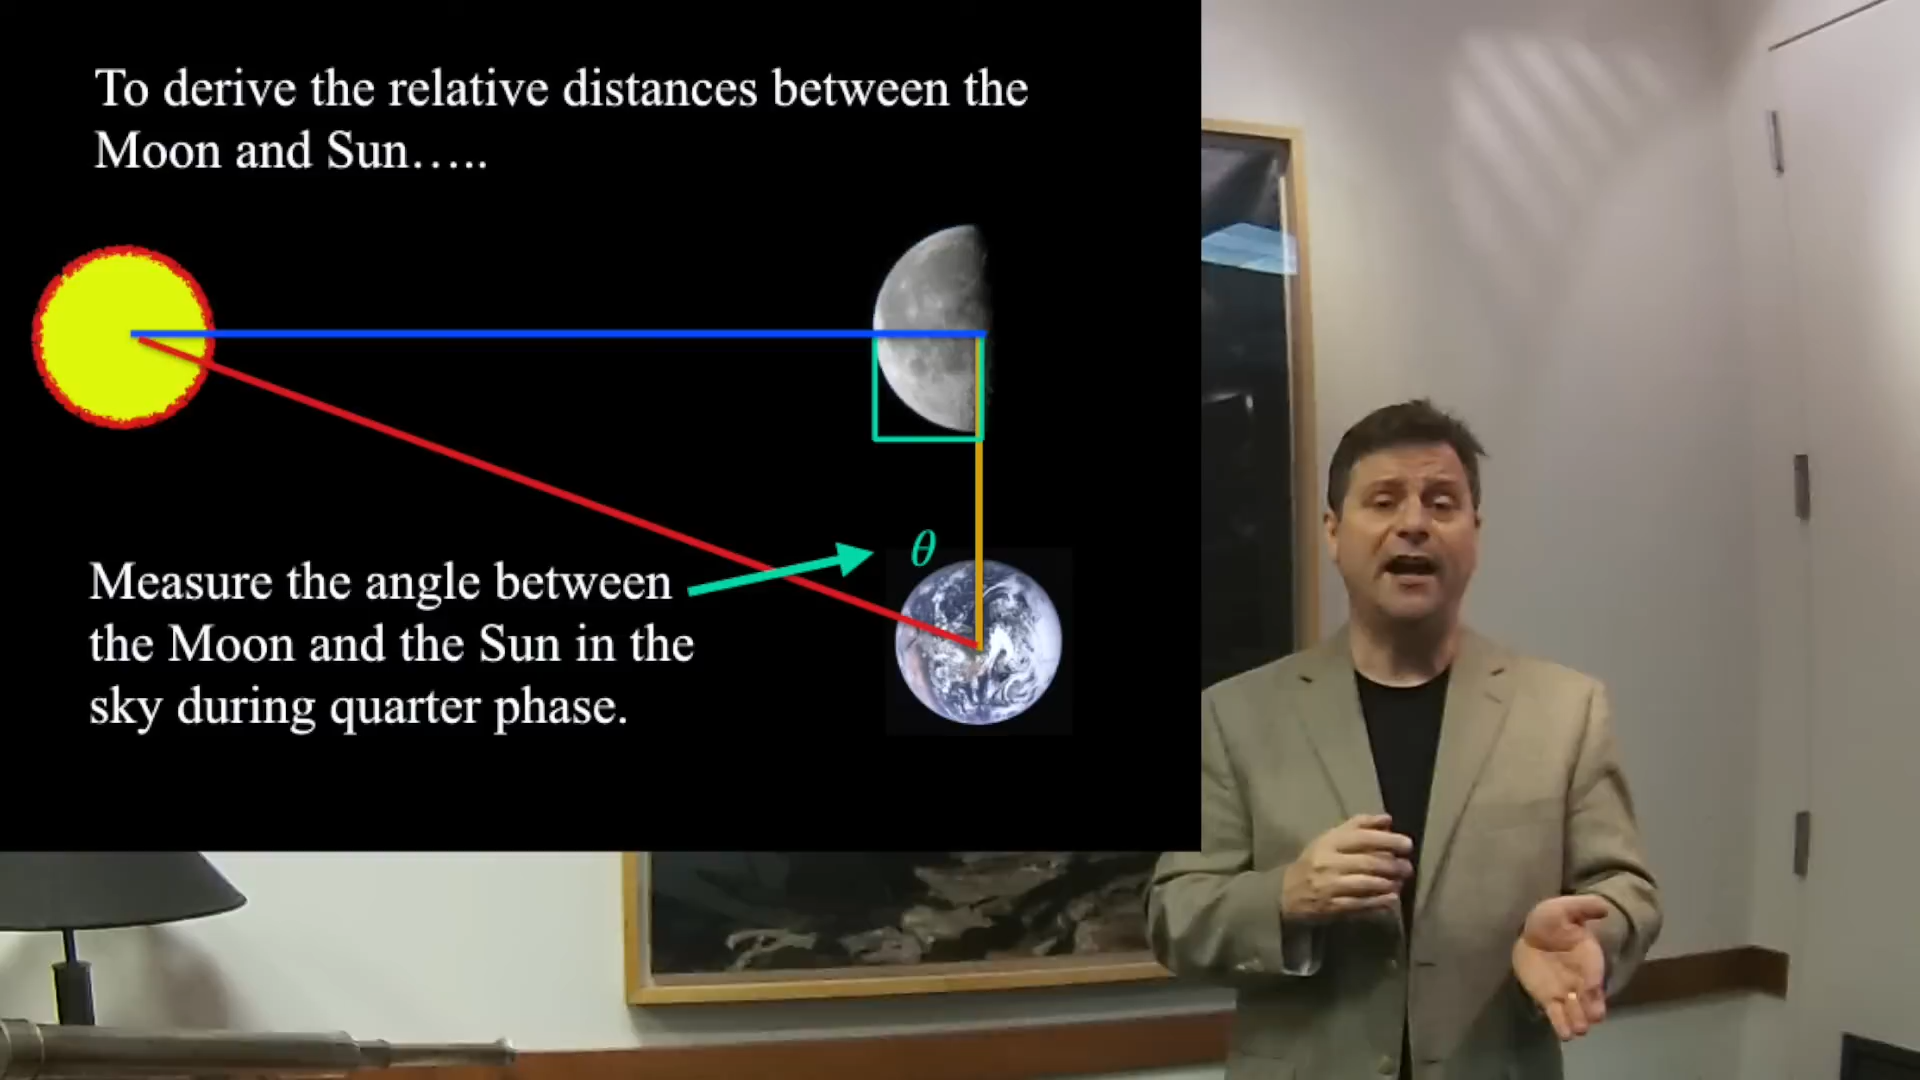 To derive the relative distances between the
Moon and Sun…..
θ
Measure the angle between
the Moon and the Sun in the
sky during quarter phase.